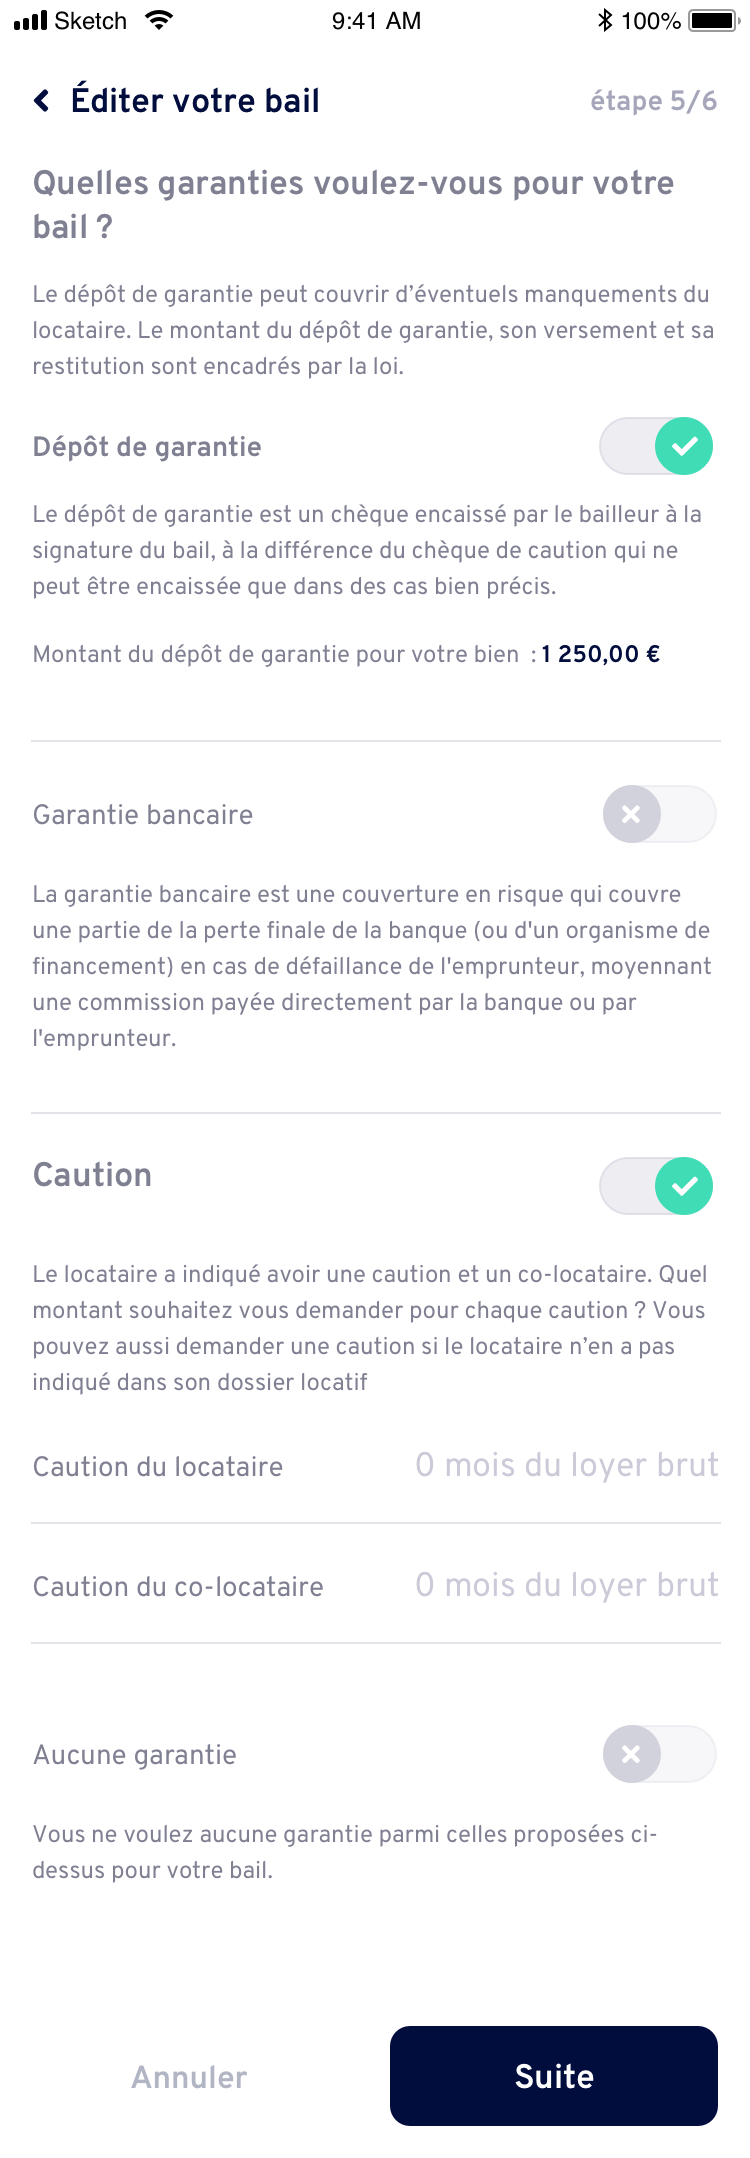 Sketch 9:41 AM 100%
Éditer votre bail étape 5/6
Quelles garanties voulez-vous pour votre
bail ?
Le dépôt de garantie peut couvrir d’éventuels manquements du
locataire. Le montant du dépôt de garantie, son versement et sa
restitution sont encadrés par la loi.
Dépôt de garantie
Le dépôt de garantie est un chèque encaissé par le bailleur à la
signature du bail, à la différence du chèque de caution qui ne
peut être encaissée que dans des cas bien précis.
Montant du dépôt de garantie pour votre bien : 1 250,00 €
Garantie bancaire
La garantie bancaire est une couverture en risque qui couvre
une partie de la perte finale de la banque (ou d'un organisme de
financement) en cas de défaillance de l'emprunteur, moyennant
une commission payée directement par la banque ou par
l'emprunteur.
Caution
Le locataire a indiqué avoir une caution et un co-locataire. Quel
montant souhaitez vous demander pour chaque caution ? Vous
pouvez aussi demander une caution si le locataire n’en a pas
indiqué dans son dossier locatif
Caution du locataire 0 mois du loyer brut
Caution du co-locataire 0 mois du loyer brut
Aucune garantie
Vous ne voulez aucune garantie parmi celles proposées ci-
dessus pour votre bail.
Annuler Suite